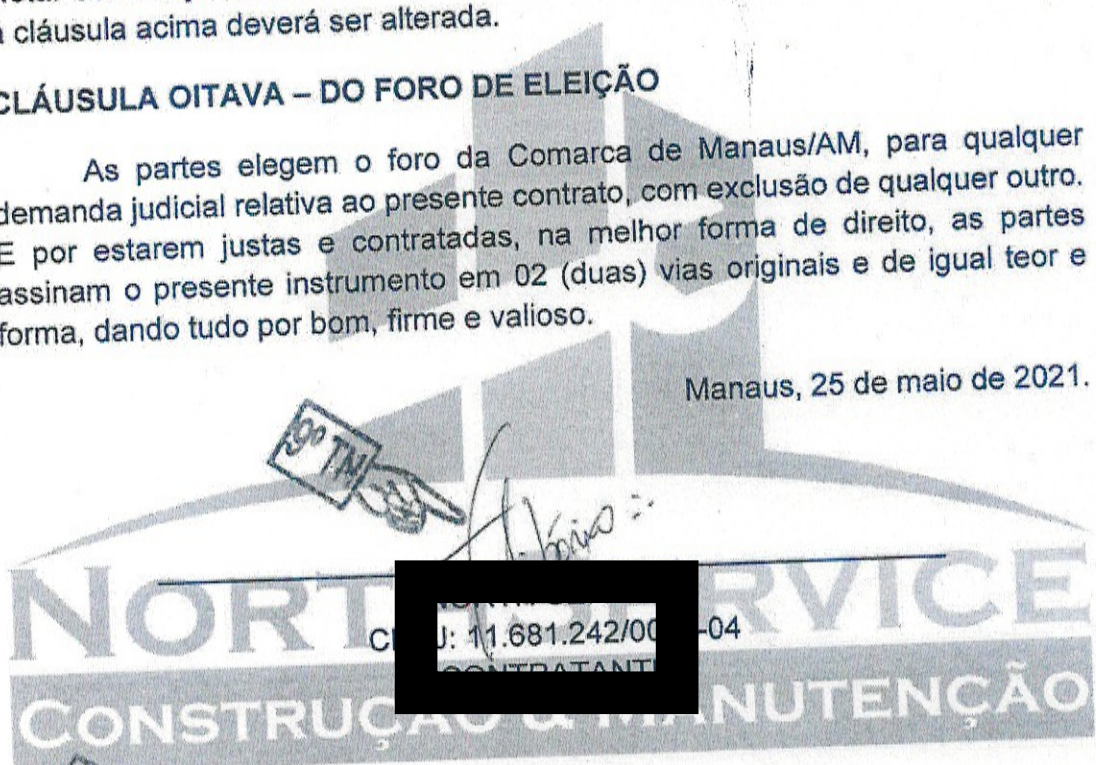 a cláusula acima deverá ser alterada.
CLÁUSULA OITAVA – DO FORO DE ELEIÇÃO
As partes elegem o foro da Comarca de Manaus/AM, para qualquer
demanda judicial relativa ao presente contrato, com exclusão de qualquer outro.
E por estarem justas e contratadas, na melhor forma de direito, as partes
assinam o presente instrumento em 02 (duas) vias originais e de igual teor e
forma, dando tudo por bom, firme e valioso.
Manaus, 25 de maio de 2021.
9º TN
J: 11.681.242/00 -04
CONTRATANT
NORT RVICE
CONSTRUÇÃO & MANUTENÇÃO